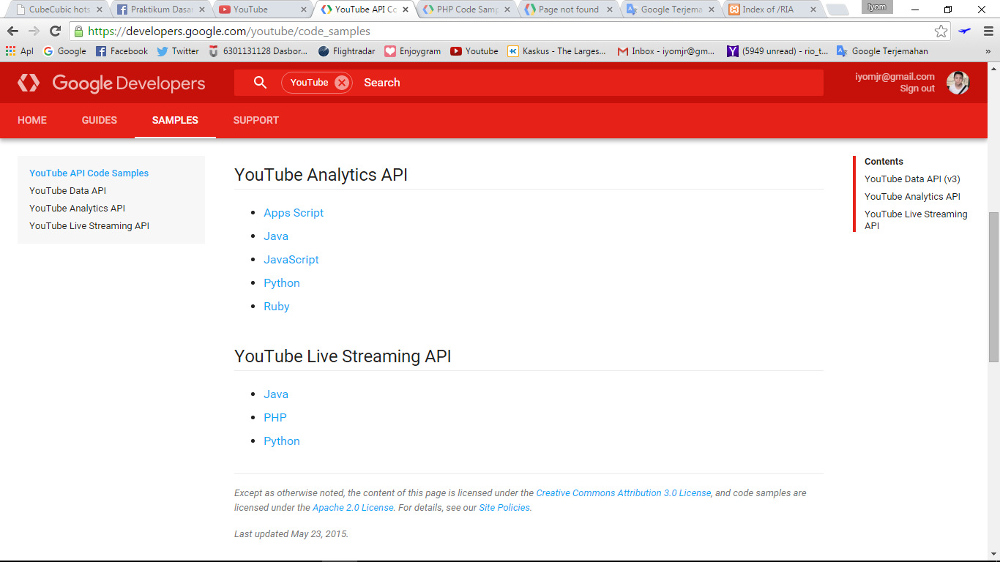 CubeCubic hots
Praktikum Dasar
YouTube
YouTube API Co
PHP Code Samp
Page not found
Google Terjema
Index of /RIA
iyom
https://developers.google.com/youtube/code_samples
Apl
Google
Facebook
Twitter
6301131128 Dasbor...
Flightradar
Enjoygram
Youtube
Kaskus - The Larges...
Inbox - iyomjr@gm...
(5949 unread) - rio_t...
Google Terjemahan
»
Google Developers
YouTube
Search
iyomjr@gmail.com
Sign out
HOME
GUIDES
SAMPLES
SUPPORT
YouTube API Code Samples
YouTube Data API
YouTube Analytics API
YouTube Live Streaming API
YouTube Analytics API
Apps Script
Java
JavaScript
Python
Ruby
YouTube Live Streaming API
Java
PHP
Python
Except as otherwise noted, the content of this page is licensed under the Creative Commons Attribution 3.0 License, and code samples are
licensed under the Apache 2.0 License. For details, see our Site Policies.
Last updated May 23, 2015.
Contents
YouTube Data API (v3)
YouTube Analytics API
YouTube Live Streaming
API